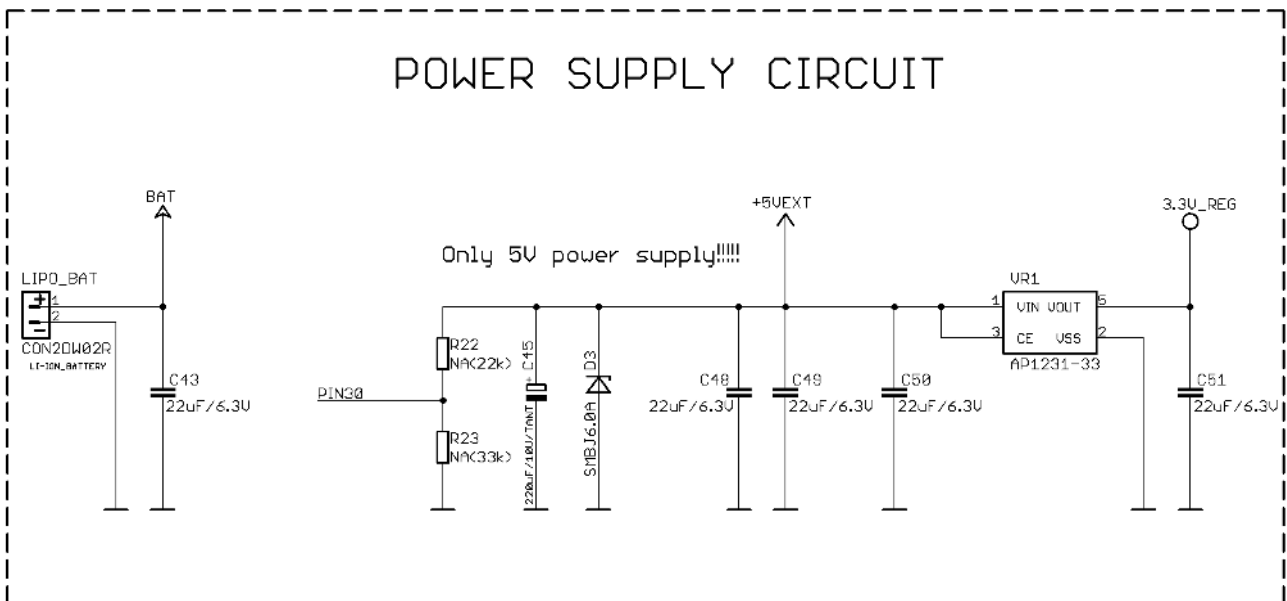 POWER SUPPLY CIRCUIT
BAT
+5VEXT
3.3V_REG
Only 5V power supply!!!!!
LIPO_BAT
+ 1
2
-
CON2DW02R
LI-ION_BATTERY
VR1
1 VIN VOUT 5
3 CE VSS 2
AP1231-33
R22
NA(22k)
PIN30
R23
NA(33k)
C45
+
220uF/10V/TANT
D3
SMBJ6.0A
C43
22uF/6.3V
C48
22uF/6.3V
C49
22uF/6.3V
C50
22uF/6.3V
C51
22uF/6.3V